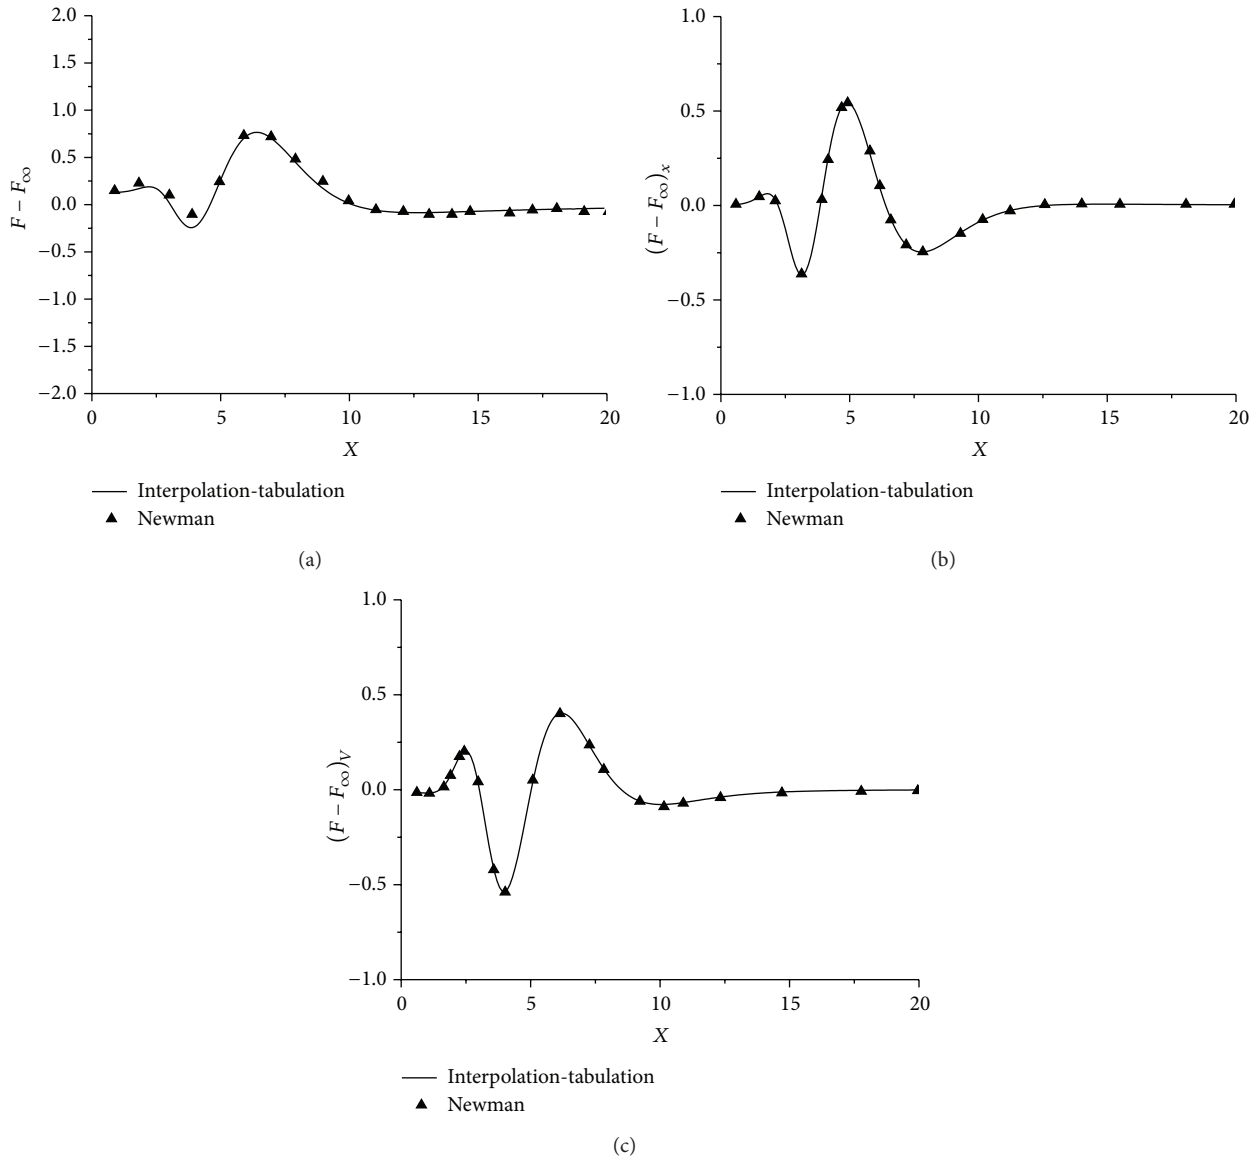 2.0
1.5
1.0
0.5
0.0
−0.5
−1.0
−1.5
−2.0
F − F∞
0 5 10 15 20
X
Interpolation-tabulation
Newman
(a)
1.0
0.5
0.0
−0.5
−1.0
(F − F∞)x
0 5 10 15 20
X
Interpolation-tabulation
Newman
(b)
1.0
0.5
0.0
−0.5
−1.0
(F − F∞)V
0 5 10 15 20
X
Interpolation-tabulation
Newman
(c)